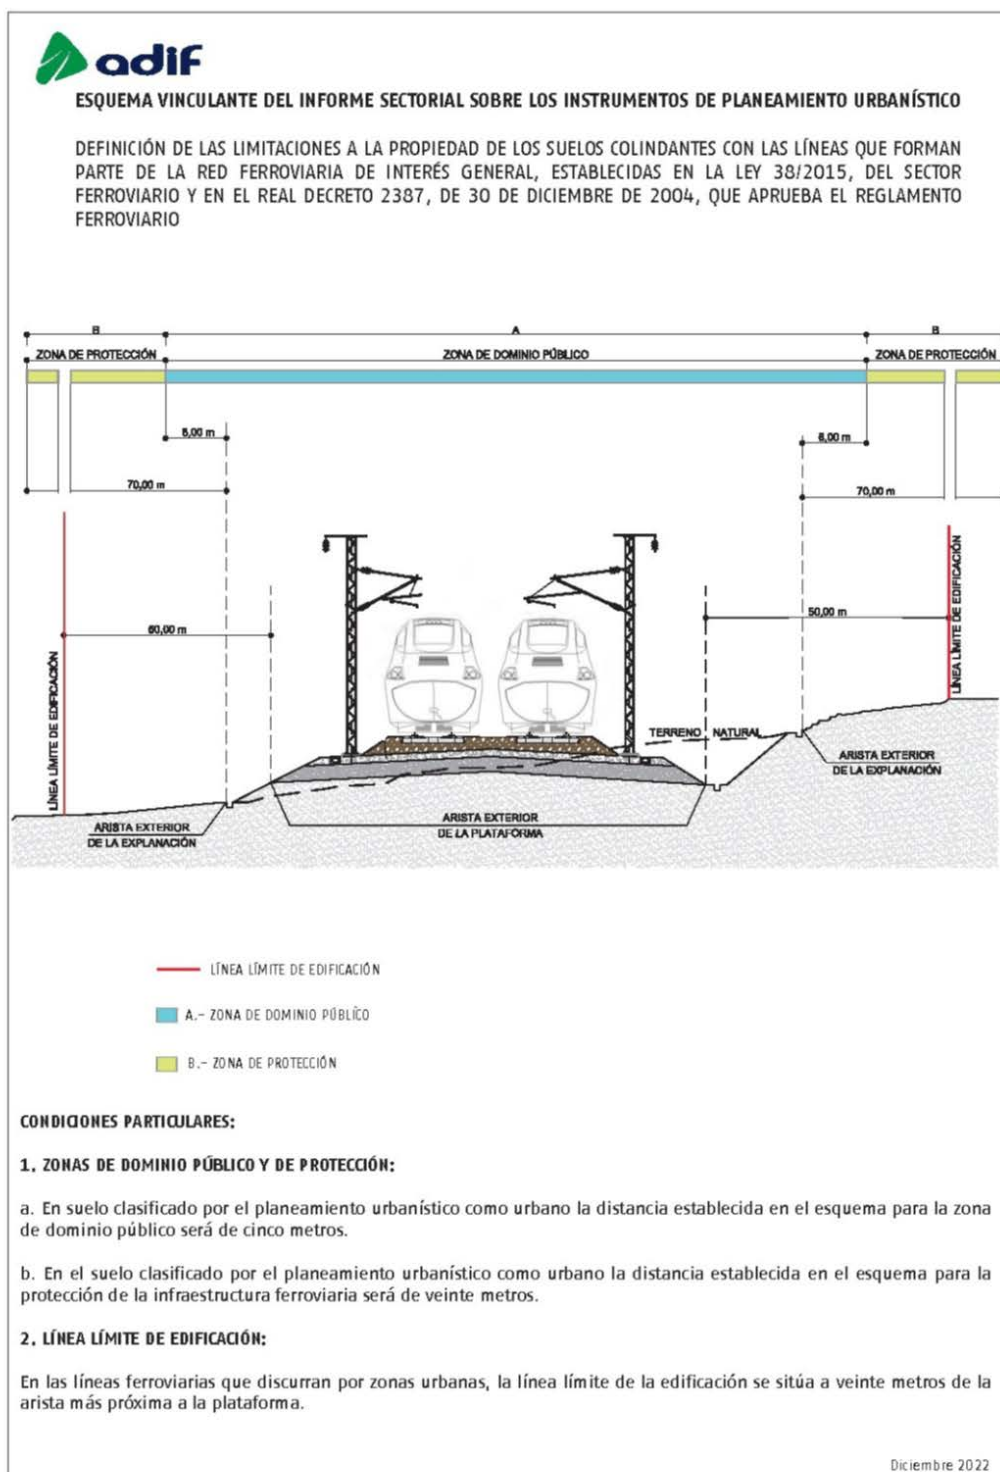 adif
ESQUEMA VINCULANTE DEL INFORME SECTORIAL SOBRE LOS INSTRUMENTOS DE PLANEAMIENTO URBANÍSTICO
DEFINICIÓN DE LAS LIMITACIONES A LA PROPIEDAD DE LOS SUELOS COLINDANTES CON LAS LÍNEAS QUE FORMAN
PARTE DE LA RED FERROVIARIA DE INTERÉS GENERAL, ESTABLECIDAS EN LA LEY 38/2015, DEL SECTOR
FERROVIARIO Y EN EL REAL DECRETO 2387, DE 30 DE DICIEMBRE DE 2004, QUE APRUEBA EL REGLAMENTO
FERROVIARIO
B A B
ZONA DE PROTECCIÓN ZONA DE DOMINIO PÚBLICO ZONA DE PROTECCIÓN
m m
70,00 m 70,00 m
LÍNEA LÍMITE DE EDIFICACIÓN
50,00 m
m
LÍNEA LÍMITE DE EDIFICACIÓN
TERRENO NATURAL
ARISTA EXTERIOR
DE LA EXPLANACIÓN
ARISTA EXTERIOR
DE LA PLATAFORMA
ARISTA EXTERIOR
DE LA EXPLANACIÓN
LÍNEA LÍMITE DE EDIFICACIÓN
A.- ZONA DE DOMINIO PÚBLÍCO
B.- ZONA DE PROTECCIÓN
CONDICIONES PARTICULARES:
1. ZONAS DE DOMINIO PÚBLICO Y DE PROTECCIÓN:
a. En suelo clasificado por el planeamiento urbanístico como urbano la distancia establecida en el esquema para la zona
de dominio público será de cinco metros.
b. En el suelo clasificado por el planeamiento urbanístico como urbano la distancia establecida en el esquema para la
protección de la infraestructura ferroviaria será de veinte metros.
2. LÍNEA LÍMITE DE EDIFICACIÓN:
En las líneas ferroviarias que discurran por zonas urbanas, la línea límite de la edificación se sitúa a veinte metros de la
arista más próxima a la plataforma.
Diciembre 2022